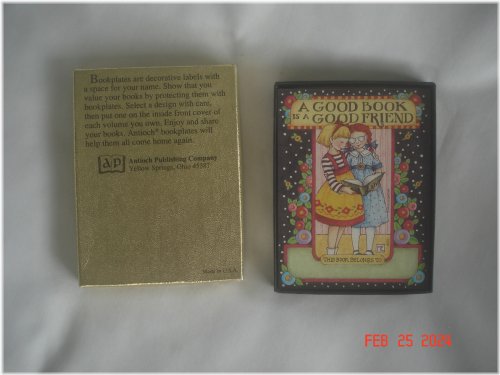 Bookplates are decorative labels with
a space for your name. Show that you
value your books by protecting them with
bookplates. Select a design with care,
then put one on the inside front cover of
each volume you own. Enjoy and share
your books. Antioch® bookplates will
help them all come home again.
a/p
Antioch Publishing Company
Yellow Springs, Ohio 45387
Made in U.S.A.
A GOOD BOOK
IS A GOOD FRIEND
THIS BOOK BELONGS TO
FEB 25 2024